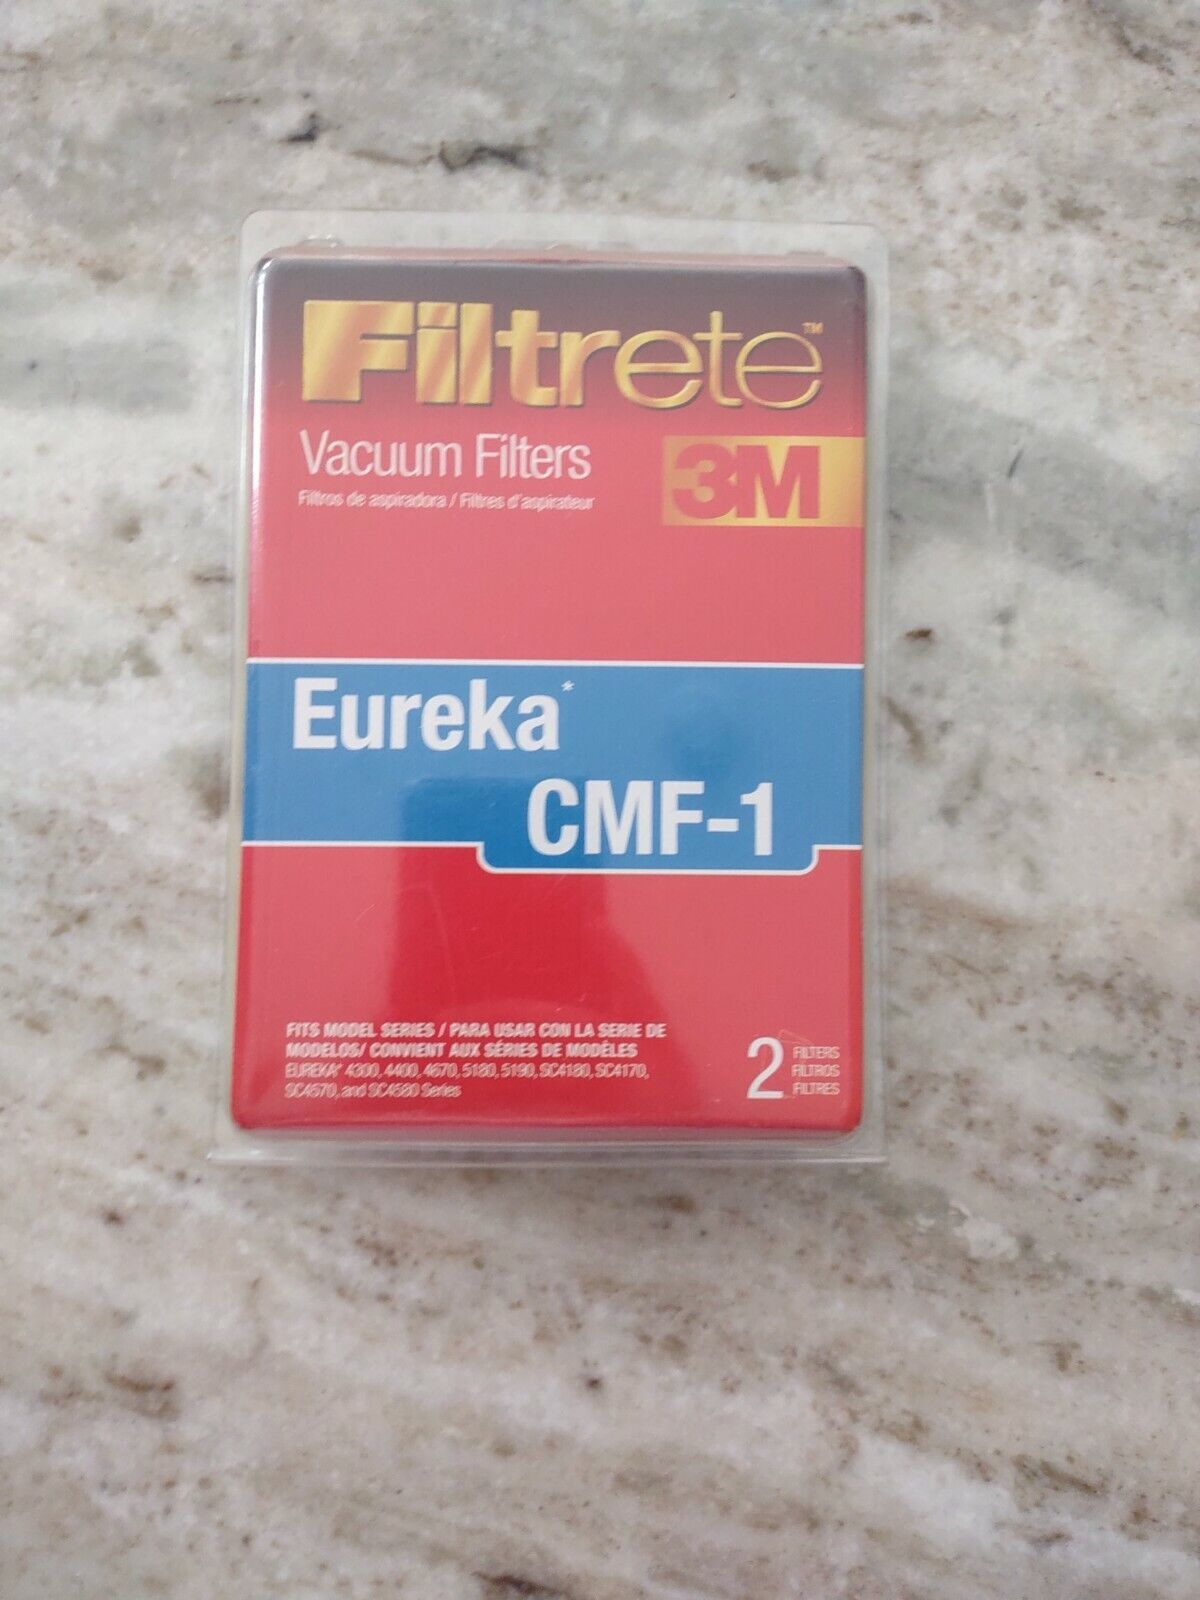 Filtrete™
Vacuum Filters
Filtros de aspiradora / Filtres d'aspirateur
3M
Eureka*
CMF-1
FITS MODEL SERIES / PARA USAR CON LA SERIE DE
MODELOS/ CONVIENT AUX SÉRIES DE MODÈLES
EUREKA* 4300, 4400, 4670, 5180, 5190, SC4180, SC4170,
SC4570, and SC4580 Series
2 FILTERS
FILTROS
FILTRES